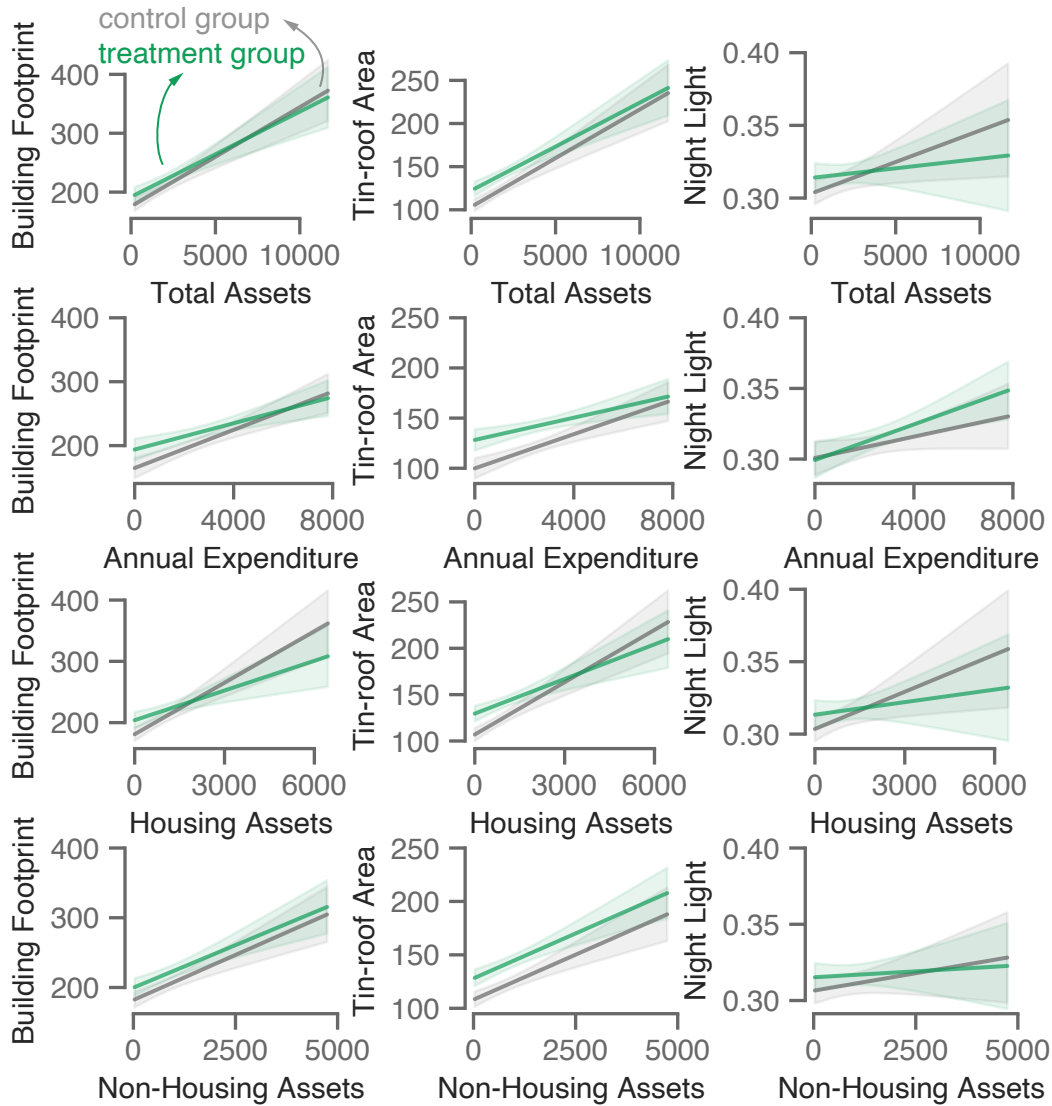 control group
treatment group
Building Footprint
400
300
200
0 5000 10000
Total Assets
Tin-roof Area
250
200
150
100
0 5000 10000
Total Assets
Night Light
0.40
0.35
0.30
0 5000 10000
Total Assets
Building Footprint
400
300
200
0 4000 8000
Annual Expenditure
Tin-roof Area
250
200
150
100
0 4000 8000
Annual Expenditure
Night Light
0.40
0.35
0.30
0 4000 8000
Annual Expenditure
Building Footprint
400
300
200
0 3000 6000
Housing Assets
Tin-roof Area
250
200
150
100
0 3000 6000
Housing Assets
Night Light
0.40
0.35
0.30
0 3000 6000
Housing Assets
Building Footprint
400
300
200
0 2500 5000
Non-Housing Assets
Tin-roof Area
250
200
150
100
0 2500 5000
Non-Housing Assets
Night Light
0.40
0.35
0.30
0 2500 5000
Non-Housing Assets